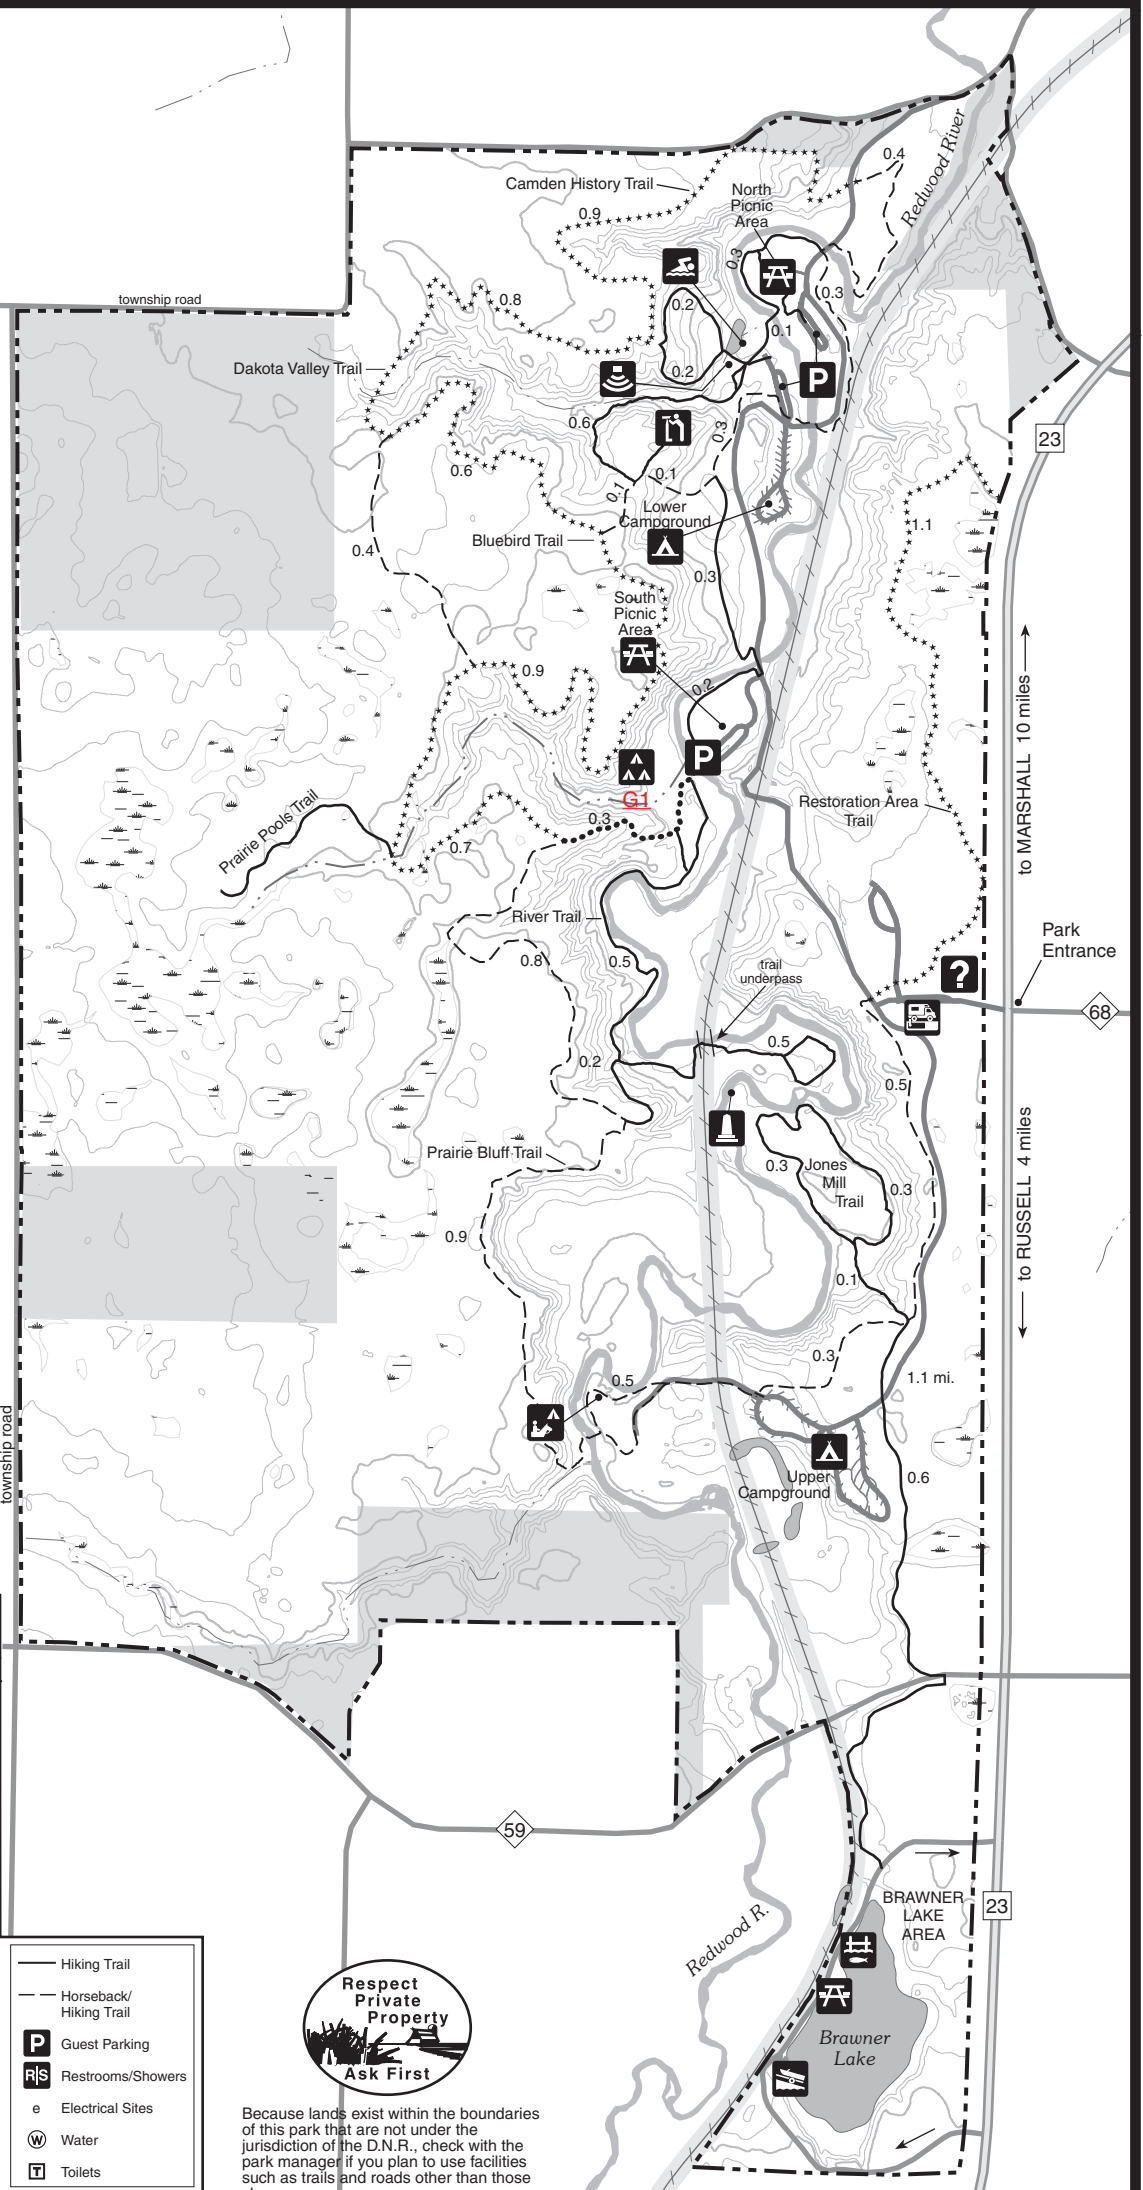 Redwood River
0.4
Camden History Trail
North
Picnic
Area
0.9
0.3
0.3
township road
0.8
0.2
0.1
Dakota Valley Trail
0.2
P
0.6
0.3
23
0.6
0.1
0.1
Lower
Campground
1.1
Bluebird Trail
0.4
0.3
South
Picnic
Area
0.9
0.2
to MARSHALL 10 miles
P
G1
Restoration Area
Trail
0.3
Prairie Pools Trail
0.7
River Trail
Park
Entrance
0.8
0.5
trail
underpass
?
68
0.5
0.2
0.5
to RUSSELL 4 miles
Prairie Bluff Trail
0.3
Jones
Mill
Trail
0.3
0.9
0.1
0.3
1.1 mi.
0.5
township road
Upper
Campground
0.6
59
BRAWNER
LAKE
AREA
23
Redwood R.
Brawner
Lake
Hiking Trail
Horseback/
Hiking Trail
P Guest Parking
R|S Restrooms/Showers
e Electrical Sites
W Water
T Toilets
Respect
Private
Property
Ask First
Because lands exist within the boundaries
of this park that are not under the
jurisdiction of the D.N.R., check with the
park manager if you plan to use facilities
such as trails and roads other than those